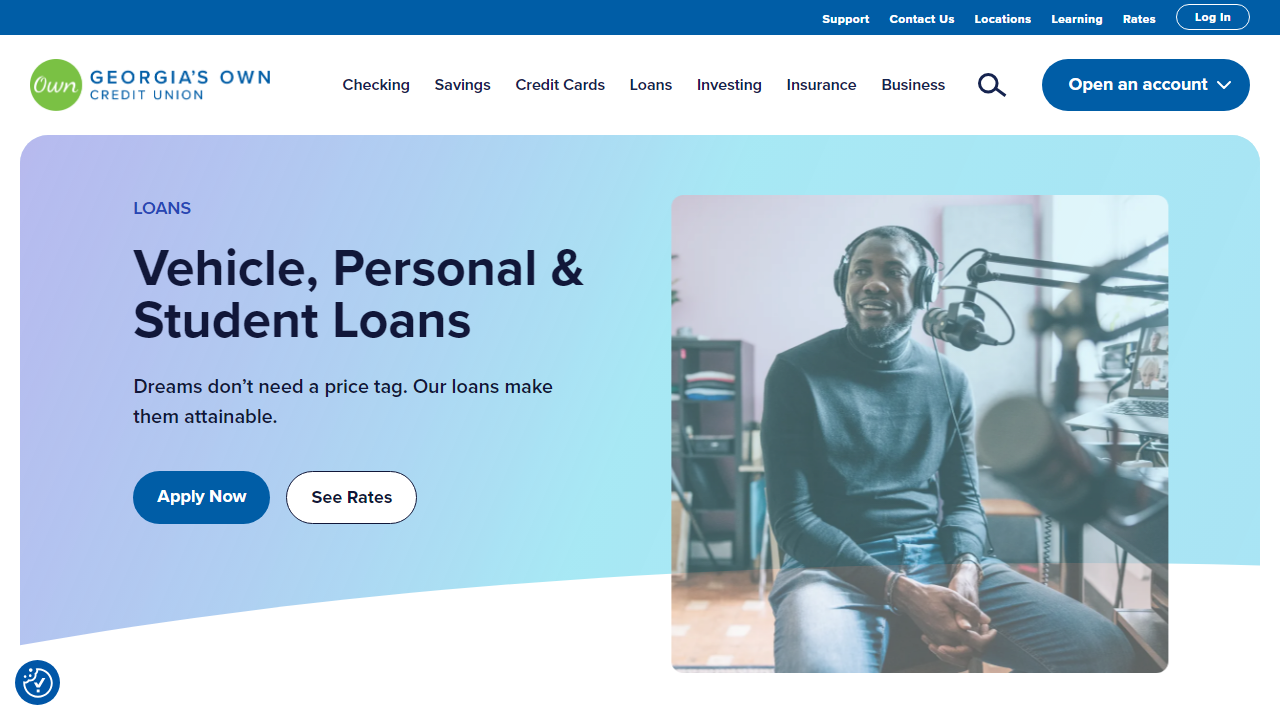 Support Contact Us Locations Learning Rates Log In
Own GEORGIA'S OWN
CREDIT UNION
Checking Savings Credit Cards Loans Investing Insurance Business Open an account
LOANS
Vehicle, Personal &
Student Loans
Dreams don’t need a price tag. Our loans make
them attainable.
Apply Now See Rates